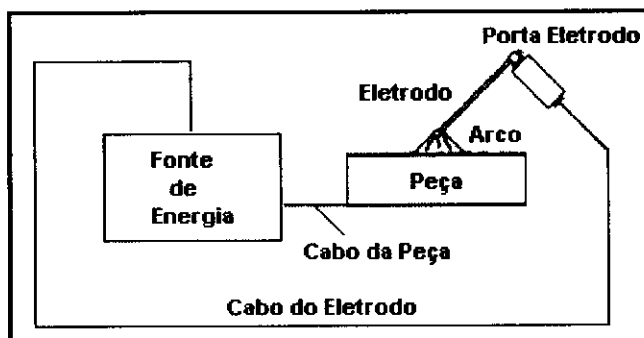 Porta Eletrodo
Eletrodo
Arco
Fonte
de
Energia
Peça
Cabo da Peça
Cabo do Eletrodo